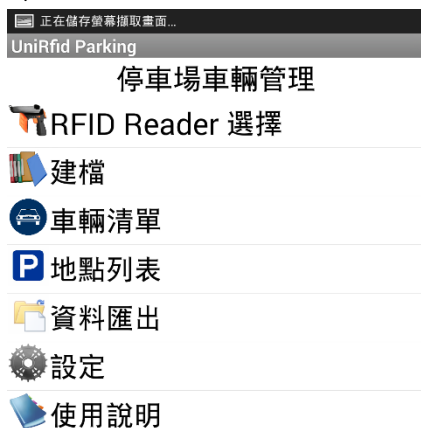 正在儲存螢幕擷取畫面...
UniRfid Parking
停車場車輛管理
RFID Reader 選擇
建檔
車輛清單
P 地點列表
資料匯出
設定
使用說明